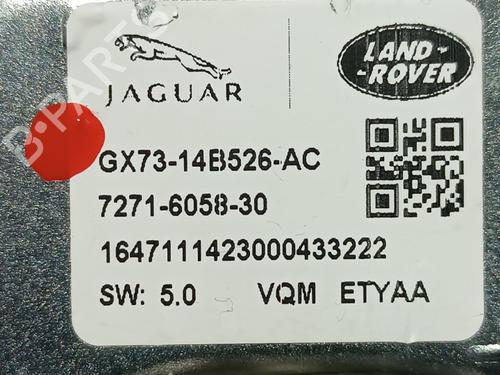 JAGUAR
LAND-
-ROVER
B-PARTS
GX73-14B526-AC
7271-6058-30
1647111423000433222
SW: 5.0 VQM ETYAA